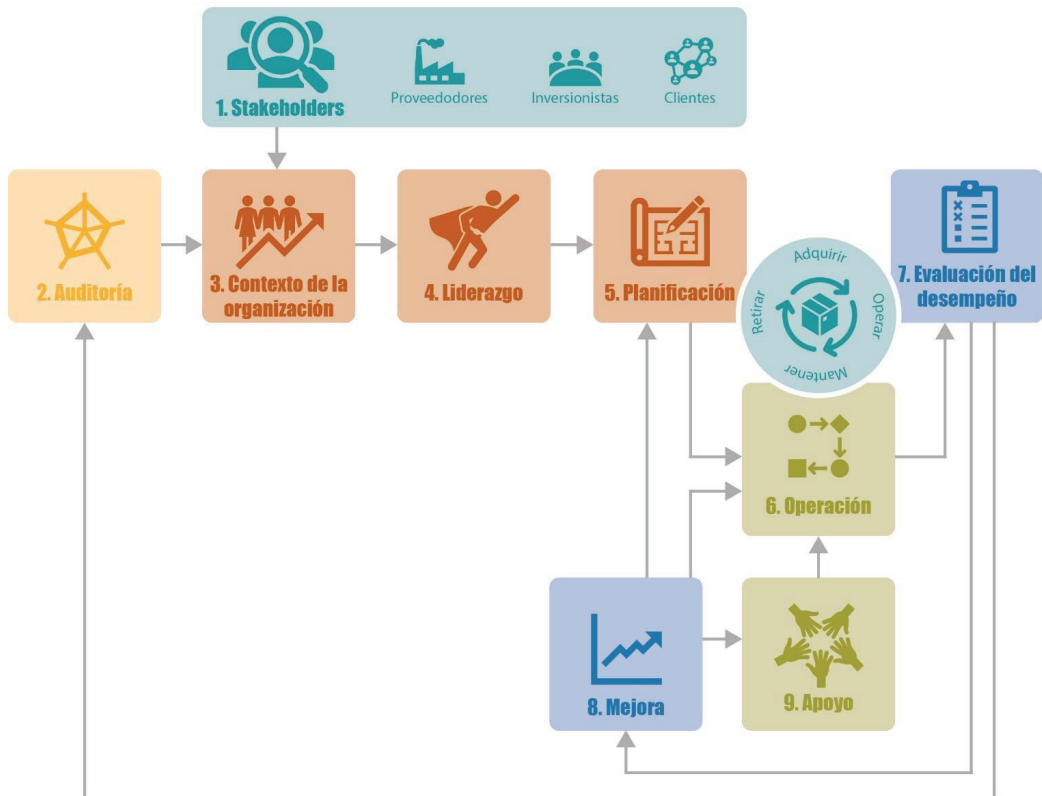 1. Stakeholders
Proveedodores
Inversionistas
Clientes
2. Auditoría
3. Contexto de la
organización
4. Liderazgo
5. Planificación
Adquirir
Operar
Mantener
Retirar
7. Evaluación del
desempeño
6. Operación
8. Mejora
9. Apoyo